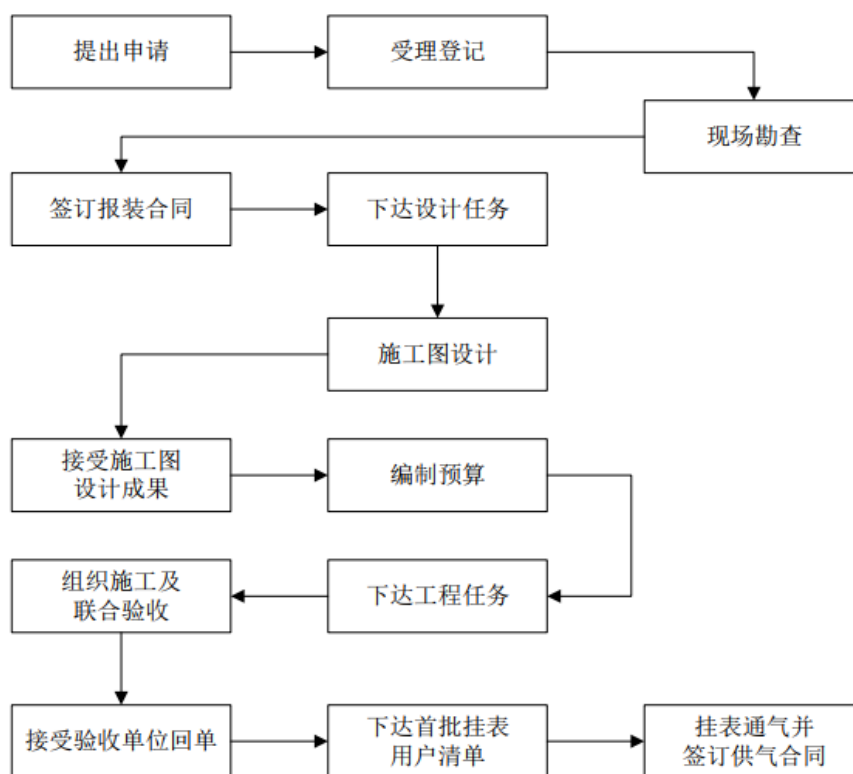 提出申请
受理登记
现场勘查
签订报装合同
下达设计任务
施工图设计
接受施工图
设计成果
编制预算
下达工程任务
组织施工及
联合验收
接受验收单位回单
下达首批挂表
用户清单
挂表通气并
签订供气合同